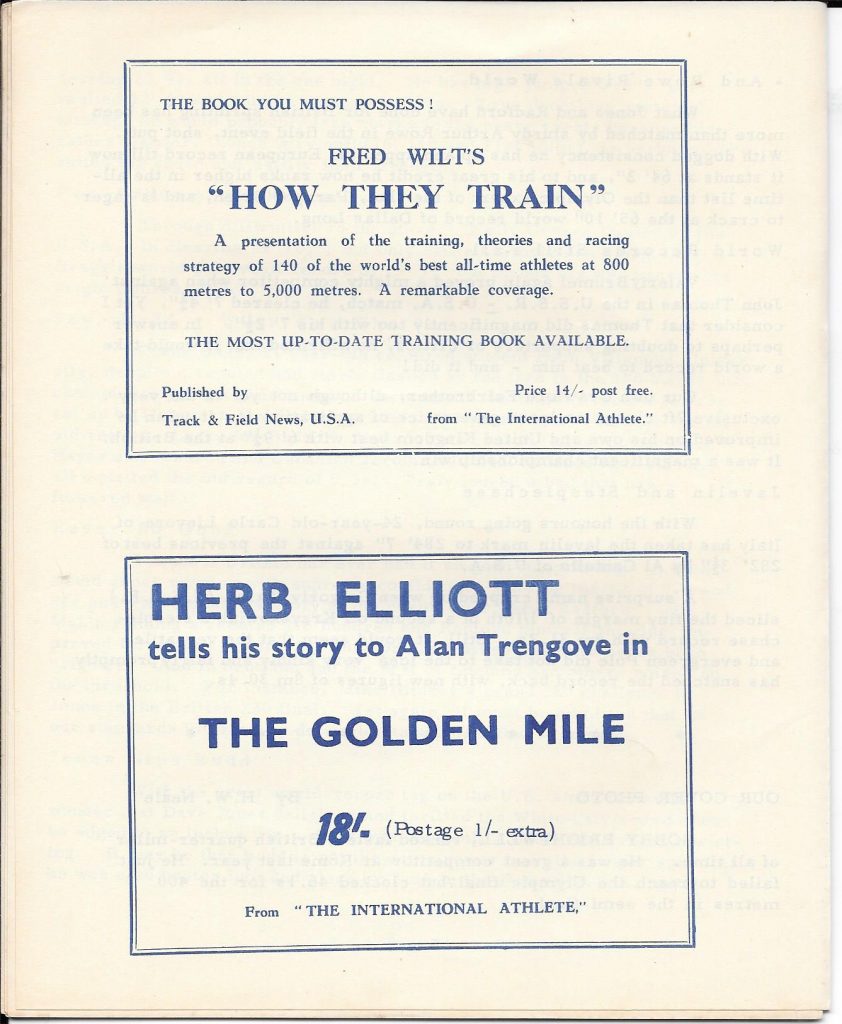 THE BOOK YOU MUST POSSESS!
FRED WILT'S
"HOW THEY TRAIN"
A presentation of the training, theories and racing
strategy of 140 of the world's best all-time athletes at 800
metres to 5,000 metres. A remarkable coverage.
THE MOST UP-TO-DATE TRAINING BOOK AVAILABLE.
Published by
Track & Field News, U.S.A.
Price 14/- post free.
from "The International Athlete."
HERB ELLIOTT
tells his story to Alan Trengove in
THE GOLDEN MILE
18/- (Postage 1/- extra)
From "THE INTERNATIONAL ATHLETE,"